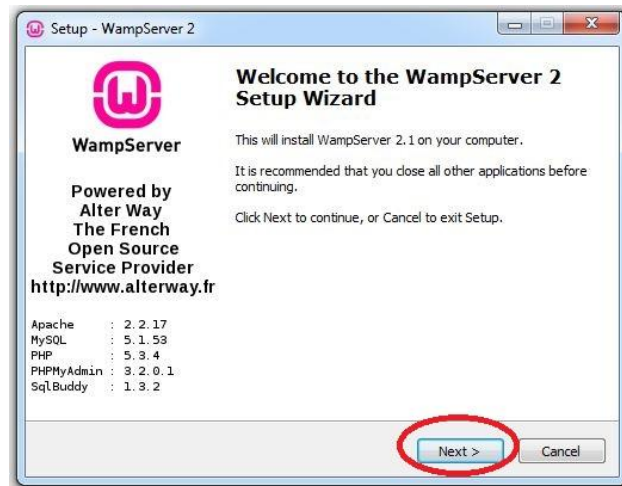 Setup - WampServer 2
WampServer
Powered by
Alter Way
The French
Open Source
Service Provider
http://www.alterway.fr
Apache : 2.2.17
MySQL : 5.1.53
PHP : 5.3.4
PHPMyAdmin : 3.2.0.1
SqlBuddy : 1.3.2
Welcome to the WampServer 2
Setup Wizard
This will install WampServer 2.1 on your computer.
It is recommended that you close all other applications before
continuing.
Click Next to continue, or Cancel to exit Setup.
Next >
Cancel